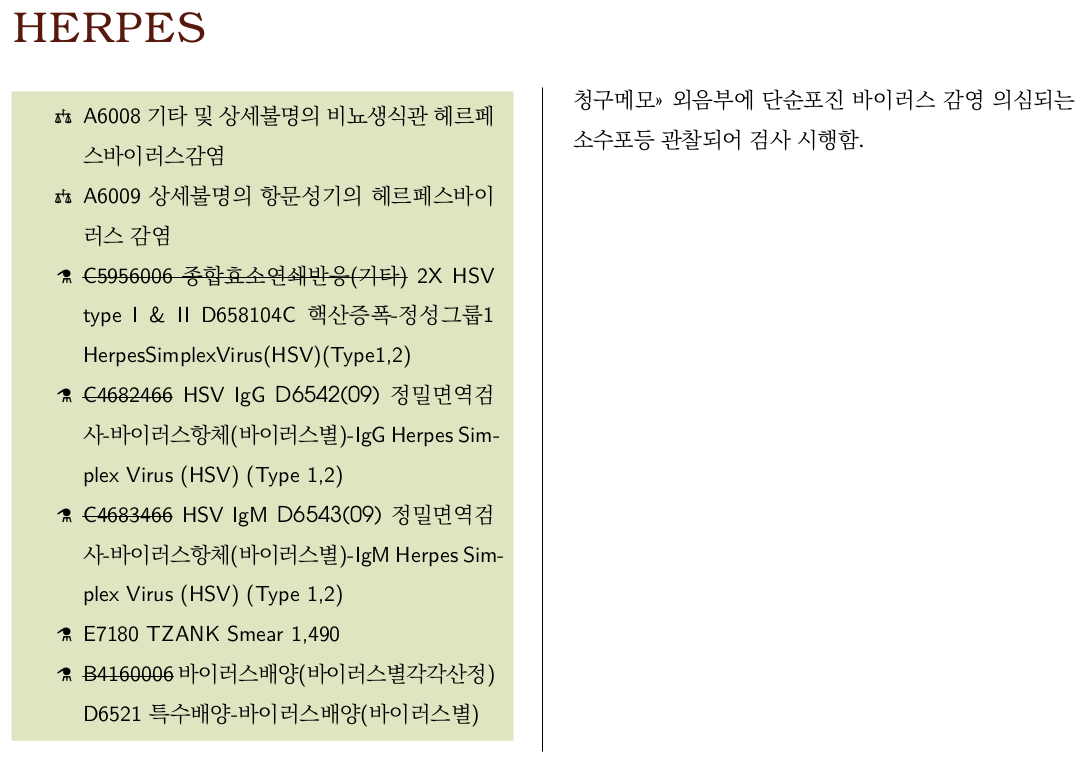 HERPES
A6008 기타 및 상세불명의 비뇨생식관 헤르페
스바이러스감염
A6009 상세불명의 항문성기의 헤르페스바이
러스 감염
C5956006 종합효소연쇄반응(기타) 2X HSV
type I & II D658104C 핵산증폭-정성그룹1
HerpesSimplexVirus(HSV)(Type1,2)
C4682466 HSV IgG D6542(09) 정밀면역검
사-바이러스항체(바이러스별)-IgG Herpes Sim-
plex Virus (HSV) (Type 1,2)
C4683466 HSV IgM D6543(09) 정밀면역검
사-바이러스항체(바이러스별)-IgM Herpes Sim-
plex Virus (HSV) (Type 1,2)
E7180 TZANK Smear 1,490
B4160006 바이러스배양(바이러스별각각산정)
D6521 특수배양-바이러스배양(바이러스별)
청구메모» 외음부에 단순포진 바이러스 감영 의심되는
소수포등 관찰되어 검사 시행함.